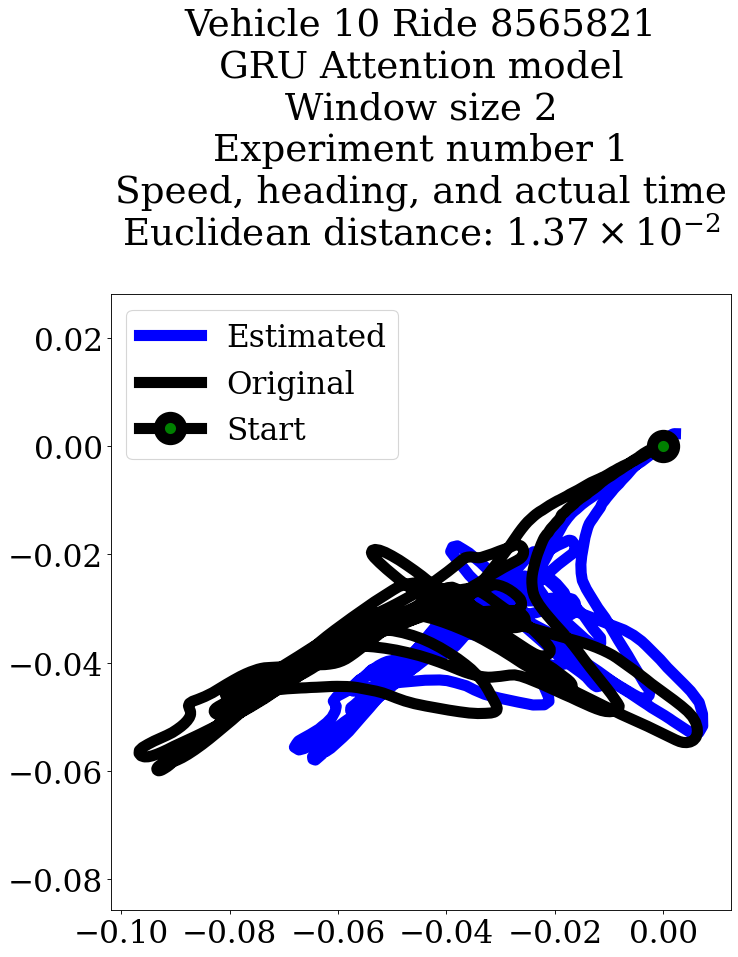 Vehicle 10 Ride 8565821
GRU Attention model
Window size 2
Experiment number 1
Speed, heading, and actual time
Euclidean distance: 1.37 × 10⁻²
Estimated
Original
Start
0.02
0.00
−0.02
−0.04
−0.06
−0.08
−0.10 −0.08 −0.06 −0.04 −0.02 0.00